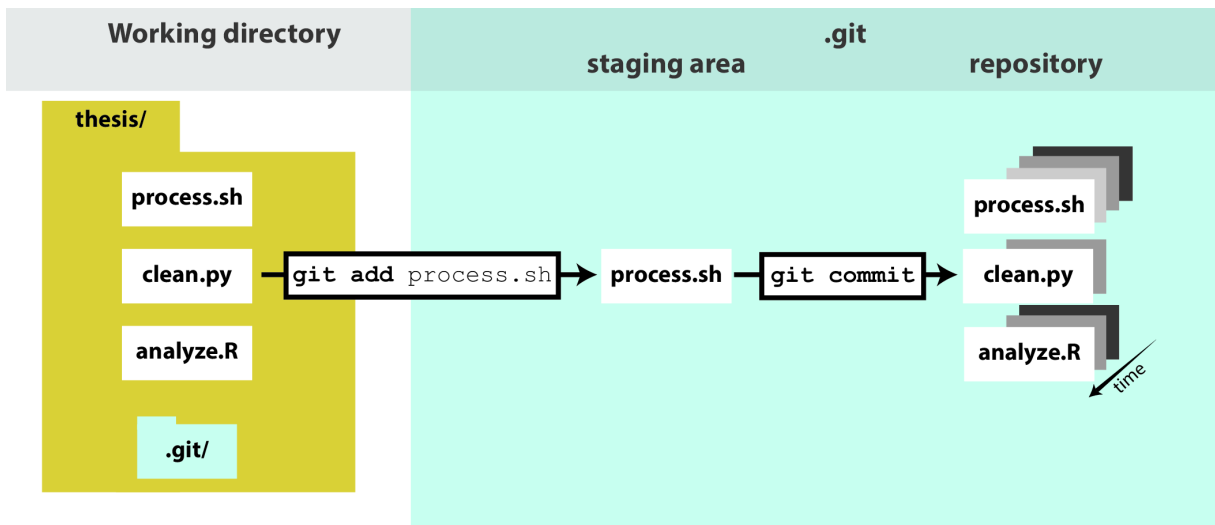 Working directory
.git
staging area
repository
thesis/
process.sh
clean.py
analyze.R
.git/
git add process.sh
process.sh
git commit
process.sh
clean.py
analyze.R
time